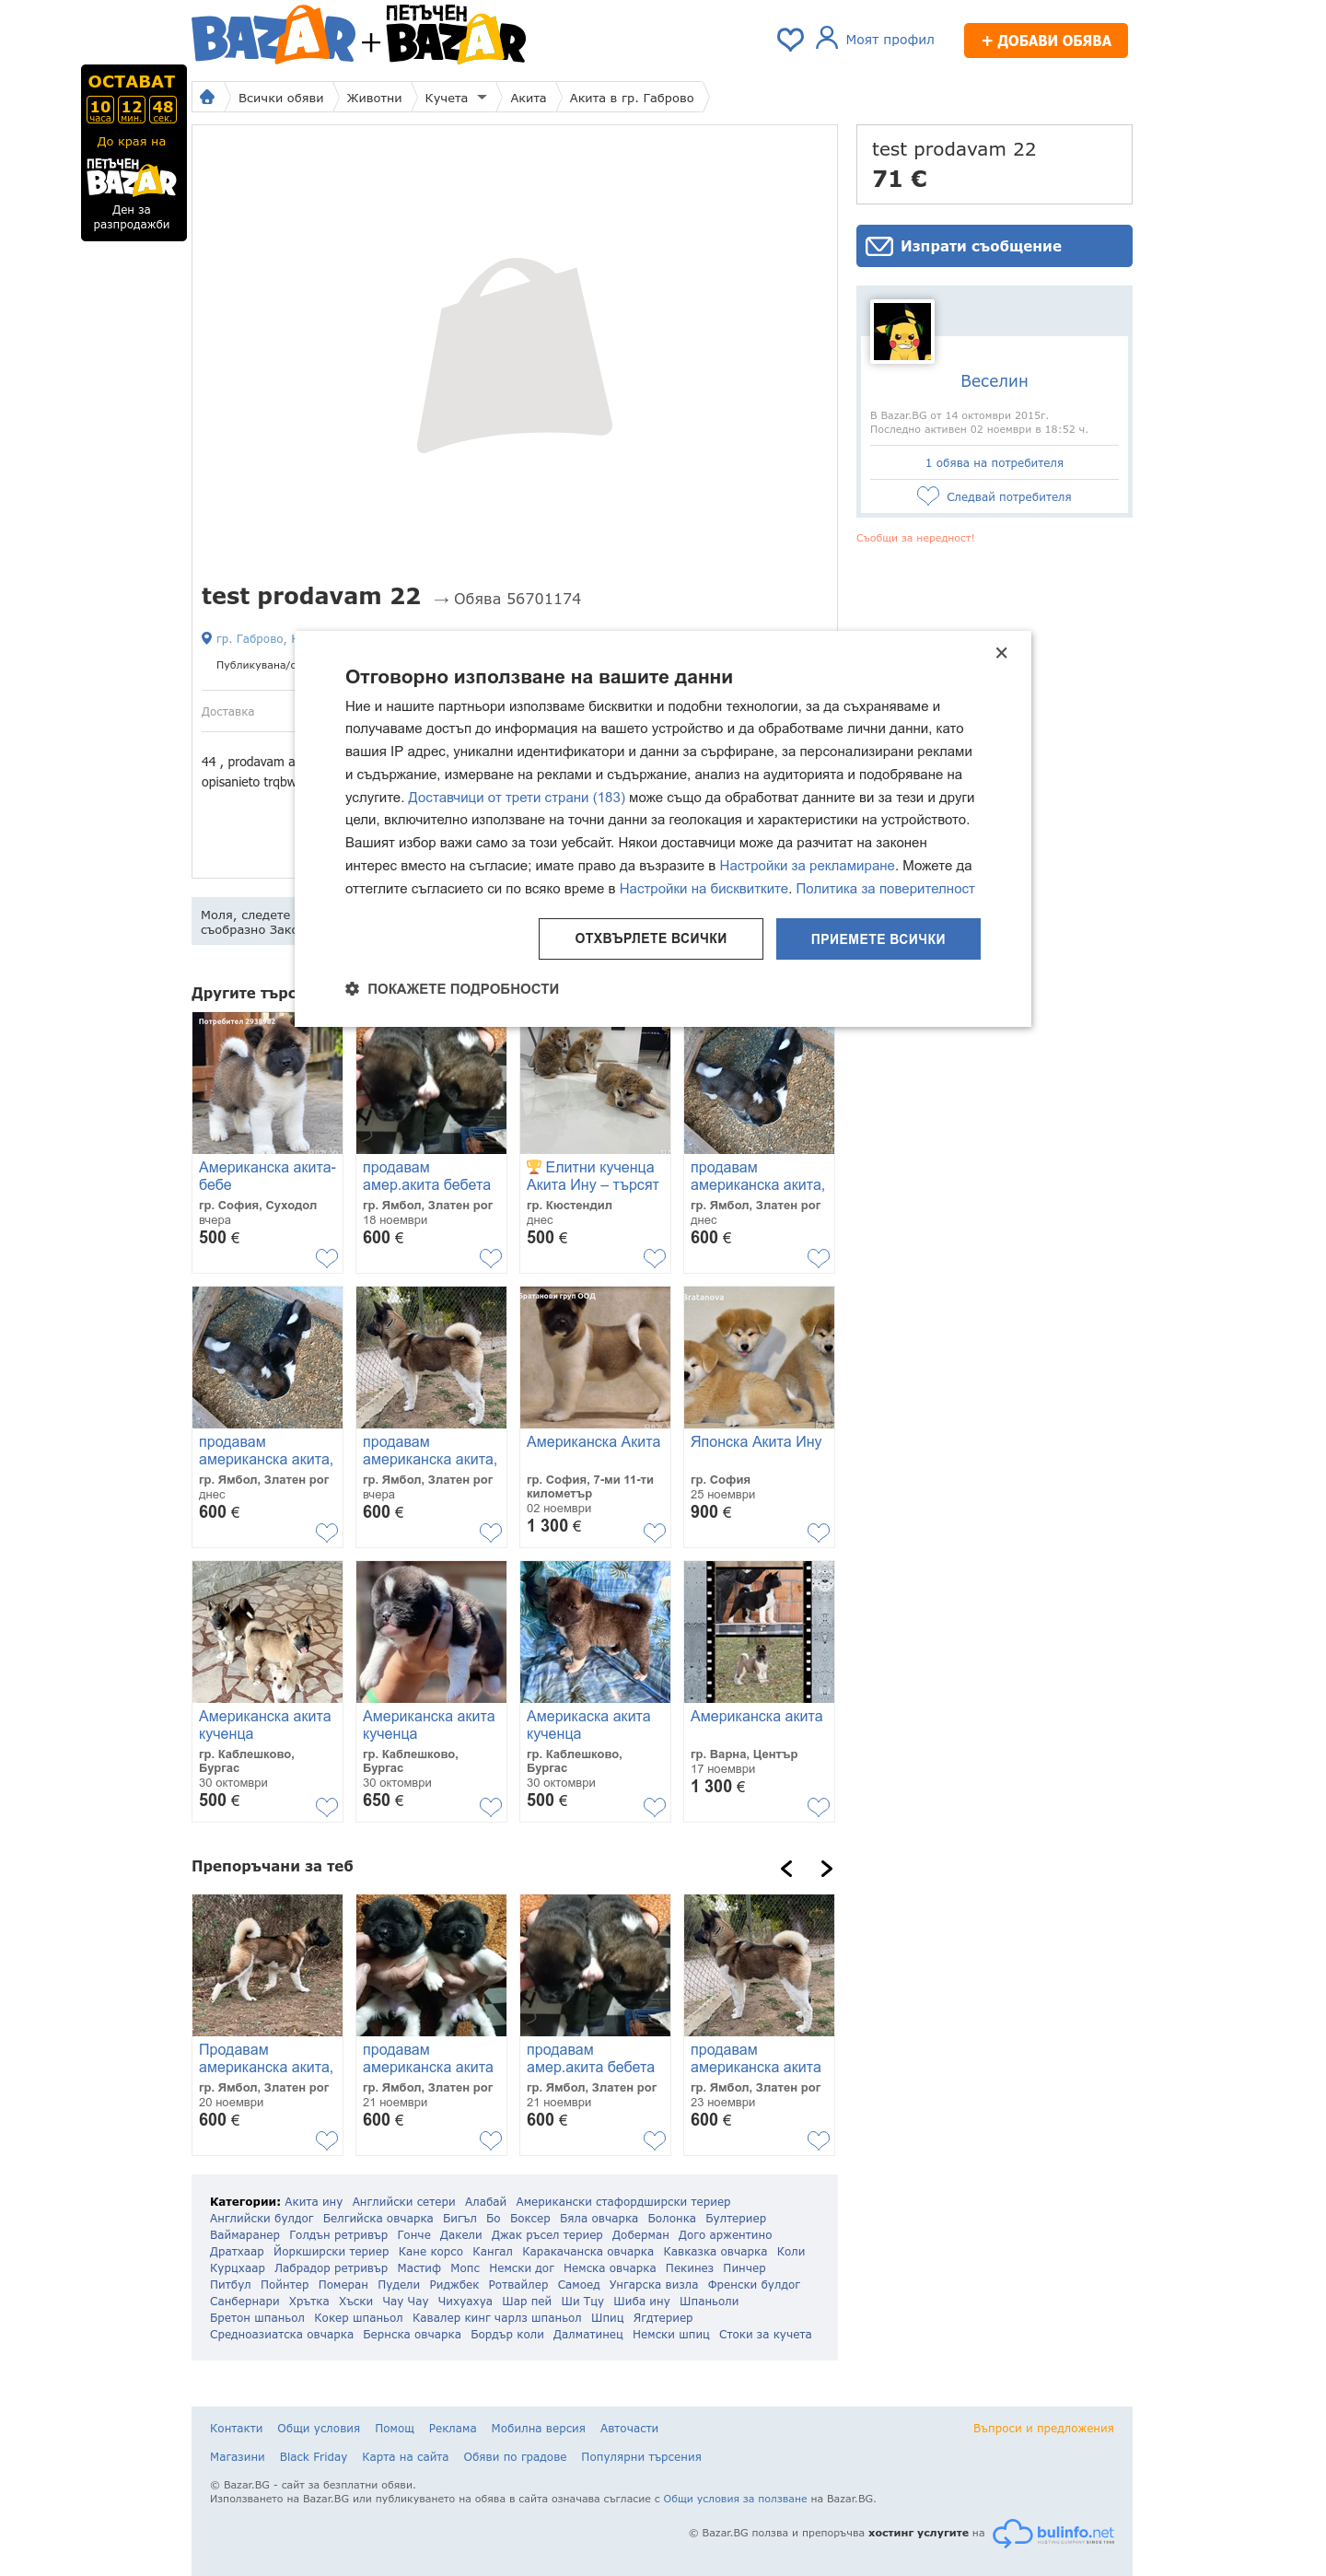 BAZAR + ПЕТЪЧЕН BAZAR
Моят профил
+ ДОБАВИ ОБЯВА
ОСТАВАТ
10 12 48
часа мин. сек.
До края на
ПЕТЪЧЕН
BAZAR
Ден за
разпродажби
Всички обяви Животни Кучета Акита Акита в гр. Габрово
test prodavam 22
71 €
Изпрати съобщение
Веселин
В Bazar.BG от 14 октомври 2015г.
Последно активен 02 ноември в 18:52 ч.
1 обява на потребителя
Следвай потребителя
Съобщи за нередност!
test prodavam 22 → Обява 56701174
гр. Габрово,
Публикувана/
Доставка
44 , prodavam
opisanieto
×
Отговорно използване на вашите данни
Ние и нашите партньори използваме бисквитки и подобни технологии, за да съхраняваме и
получаваме достъп до информация на вашето устройство и да обработваме лични данни, като
вашия IP адрес, уникални идентификатори и данни за сърфиране, за персонализирани реклами
и съдържание, измерване на реклами и съдържание, анализ на аудиторията и подобряване на
услугите. Доставчици от трети страни (183) може също да обработват данните ви за тези и други
цели, включително използване на точни данни за геолокация и характеристики на устройството.
Вашият избор важи само за този уебсайт. Някои доставчици може да разчитат на законен
интерес вместо на съгласие; имате право да възразите в Настройки за рекламиране. Можете да
оттеглите съгласието си по всяко време в Настройки на бисквитките. Политика за поверителност
ОТХВЪРЛЕТЕ ВСИЧКИ
ПРИЕМЕТЕ ВСИЧКИ
ПОКАЖЕТЕ ПОДРОБНОСТИ
Моля, следете
съобразно
Другите
Потребител 2938982
Американска акита-
бебе
гр. София, Суходол
вчера
500 €
продавам
амер.акита бебета
гр. Ямбол, Златен рог
18 ноември
600 €
🏆 Елитни кученца
Акита Ину – търсят
гр. Кюстендил
днес
500 €
продавам
американска акита,
гр. Ямбол, Златен рог
днес
600 €
продавам
американска акита,
гр. Ямбол, Златен рог
днес
600 €
продавам
американска акита,
гр. Ямбол, Златен рог
вчера
600 €
Братанови груп ООД
Американска Акита
гр. София, 7-ми 11-ти
километър
02 ноември
1 300 €
Bratanova
Японска Акита Ину
гр. София
25 ноември
900 €
Американска акита
кученца
гр. Каблешково,
Бургас
30 октомври
500 €
Американска акита
кученца
гр. Каблешково,
Бургас
30 октомври
650 €
Америкаска акита
кученца
гр. Каблешково,
Бургас
30 октомври
500 €
Американска акита
гр. Варна, Център
17 ноември
1 300 €
Препоръчани за теб
Продавам
американска акита,
гр. Ямбол, Златен рог
20 ноември
600 €
продавам
американска акита
гр. Ямбол, Златен рог
21 ноември
600 €
продавам
амер.акита бебета
гр. Ямбол, Златен рог
21 ноември
600 €
продавам
американска акита
гр. Ямбол, Златен рог
23 ноември
600 €
Категории: Акита ину Английски сетери Алабай Американски стафордширски териер
Английски булдог Белгийска овчарка Бигъл Бо Боксер Бяла овчарка Болонка Бултериер
Ваймаранер Голдън ретривър Гонче Дакели Джак ръсел териер Доберман Дого аржентино
Дратхаар Йоркширски териер Кане корсо Кангал Каракачанска овчарка Кавказка овчарка Коли
Курцхаар Лабрадор ретривър Мастиф Мопс Немски дог Немска овчарка Пекинез Пинчер
Питбул Пойнтер Померан Пудели Риджбек Ротвайлер Самоед Унгарска визла Френски булдог
Санбернари Хрътка Хъски Чау Чау Чихуахуа Шар пей Ши Тцу Шиба ину Шпаньоли
Бретон шпаньол Кокер шпаньол Кавалер кинг чарлз шпаньол Шпиц Ягдтериер
Средноазиатска овчарка Бернска овчарка Бордър коли Далматинец Немски шпиц Стоки за кучета
Контакти Общи условия Помощ Реклама Мобилна версия Авточасти
Въпроси и предложения
Магазини Black Friday Карта на сайта Обяви по градове Популярни търсения
© Bazar.BG - сайт за безплатни обяви.
Използването на Bazar.BG или публикуването на обява в сайта означава съгласие с Общи условия за ползване на Bazar.BG.
© Bazar.BG ползва и препоръчва хостинг услугите на bulinfo.net